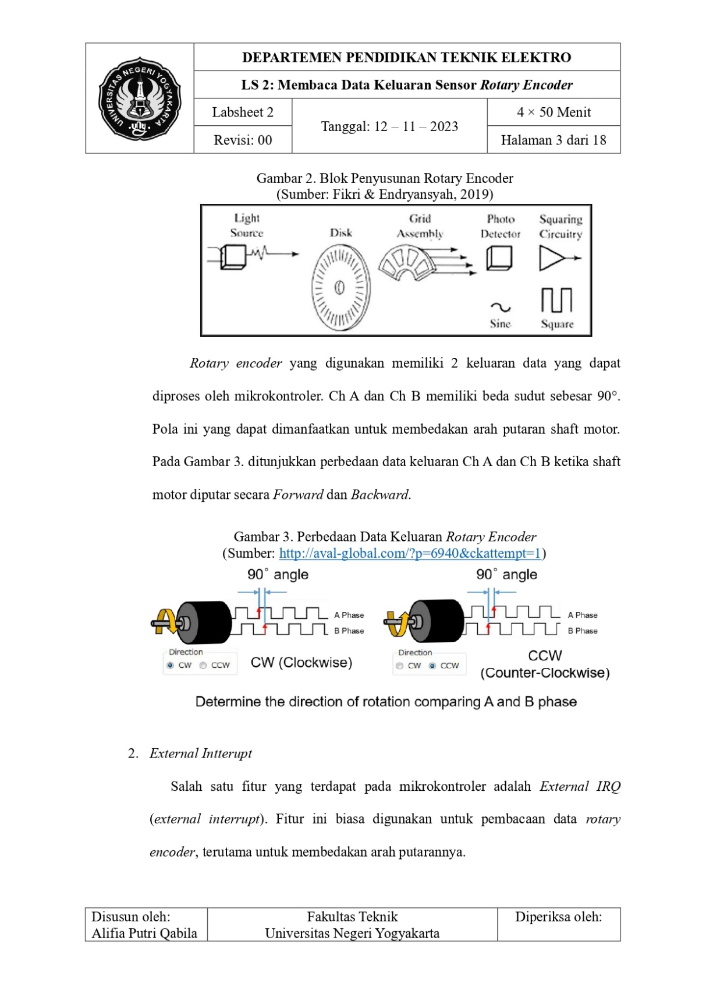 UNIVERSITAS NEGERI YOGYAKARTA
uny
DEPARTEMEN PENDIDIKAN TEKNIK ELEKTRO
LS 2: Membaca Data Keluaran Sensor Rotary Encoder
Labsheet 2
Tanggal: 12 – 11 – 2023
4 × 50 Menit
Revisi: 00
Halaman 3 dari 18
Gambar 2. Blok Penyusunan Rotary Encoder
(Sumber: Fikri & Endryansyah, 2019)
Light
Source
Disk
Grid
Assembly
Photo
Detector
Squaring
Circuitry
Sine
Square
Rotary encoder yang digunakan memiliki 2 keluaran data yang dapat
diproses oleh mikrokontroler. Ch A dan Ch B memiliki beda sudut sebesar 90°.
Pola ini yang dapat dimanfaatkan untuk membedakan arah putaran shaft motor.
Pada Gambar 3. ditunjukkan perbedaan data keluaran Ch A dan Ch B ketika shaft
motor diputar secara Forward dan Backward.
Gambar 3. Perbedaan Data Keluaran Rotary Encoder
(Sumber: http://aval-global.com/?p=6940&ckattempt=1)
90° angle
A Phase
B Phase
Direction
CW CCW
CW (Clockwise)
90° angle
A Phase
B Phase
Direction
CW CCW
CCW
(Counter-Clockwise)
Determine the direction of rotation comparing A and B phase
2. External Intterupt
Salah satu fitur yang terdapat pada mikrokontroler adalah External IRQ
(external interrupt). Fitur ini biasa digunakan untuk pembacaan data rotary
encoder, terutama untuk membedakan arah putarannya.
Disusun oleh:
Alifia Putri Qabila
Fakultas Teknik
Universitas Negeri Yogyakarta
Diperiksa oleh: